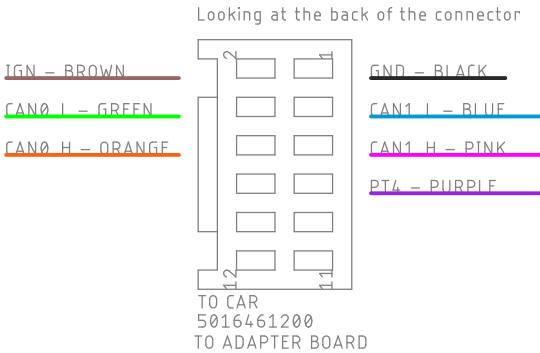 Looking at the back of the connector
2 1
IGN - BROWN
GND - BLACK
CAN0 L - GREEN
CAN1 L - BLUE
CAN0 H - ORANGE
CAN1 H - PINK
PT4 - PURPLE
12 11
TO CAR
5016461200
TO ADAPTER BOARD